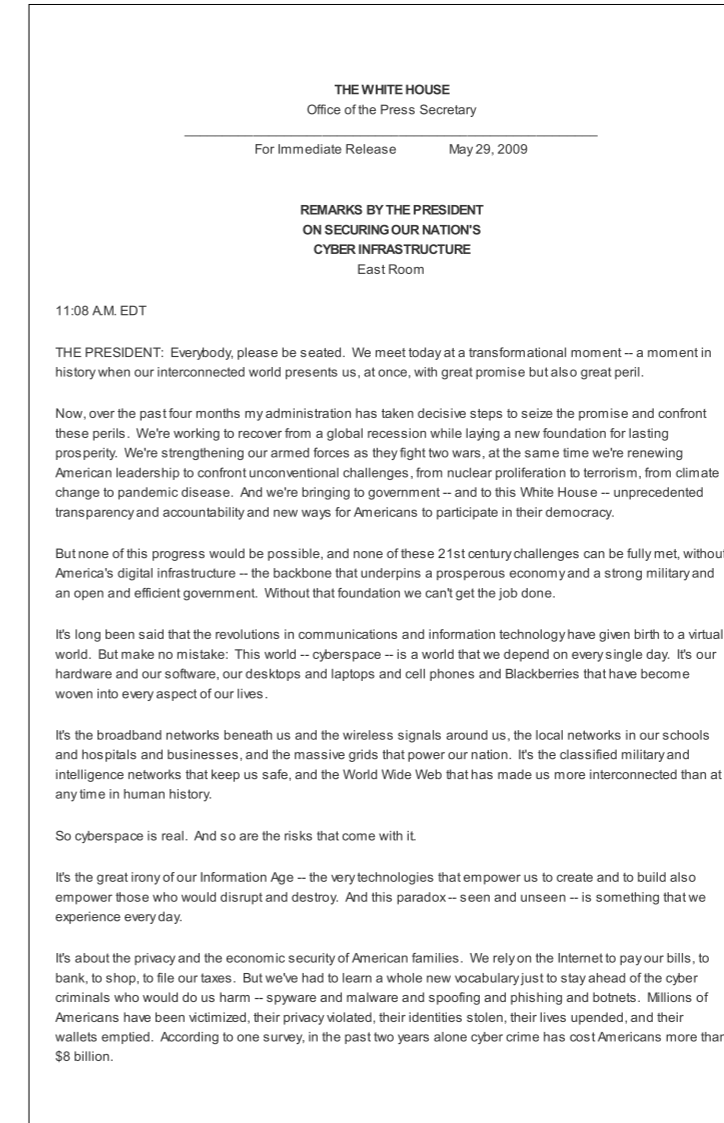 THE WHITE HOUSE
Office of the Press Secretary
For Immediate Release May 29, 2009
REMARKS BY THE PRESIDENT
ON SECURING OUR NATION'S
CYBER INFRASTRUCTURE
East Room
11:08 A.M. EDT
THE PRESIDENT: Everybody, please be seated. We meet today at a transformational moment -- a moment in
history when our interconnected world presents us, at once, with great promise but also great peril.
Now, over the past four months my administration has taken decisive steps to seize the promise and confront
these perils. We're working to recover from a global recession while laying a new foundation for lasting
prosperity. We're strengthening our armed forces as they fight two wars, at the same time we're renewing
American leadership to confront unconventional challenges, from nuclear proliferation to terrorism, from climate
change to pandemic disease. And we're bringing to government -- and to this White House -- unprecedented
transparency and accountability and new ways for Americans to participate in their democracy.
But none of this progress would be possible, and none of these 21st century challenges can be fully met, without
America's digital infrastructure -- the backbone that underpins a prosperous economy and a strong military and
an open and efficient government. Without that foundation we can't get the job done.
It's long been said that the revolutions in communications and information technology have given birth to a virtual
world. But make no mistake: This world -- cyberspace -- is a world that we depend on every single day. It's our
hardware and our software, our desktops and laptops and cell phones and Blackberries that have become
woven into every aspect of our lives.
It's the broadband networks beneath us and the wireless signals around us, the local networks in our schools
and hospitals and businesses, and the massive grids that power our nation. It's the classified military and
intelligence networks that keep us safe, and the World Wide Web that has made us more interconnected than at
any time in human history.
So cyberspace is real. And so are the risks that come with it.
It's the great irony of our Information Age -- the very technologies that empower us to create and to build also
empower those who would disrupt and destroy. And this paradox -- seen and unseen -- is something that we
experience every day.
It's about the privacy and the economic security of American families. We rely on the Internet to pay our bills, to
bank, to shop, to file our taxes. But we've had to learn a whole new vocabulary just to stay ahead of the cyber
criminals who would do us harm -- spyware and malware and spoofing and phishing and botnets. Millions of
Americans have been victimized, their privacy violated, their identities stolen, their lives upended, and their
wallets emptied. According to one survey, in the past two years alone cyber crime has cost Americans more than
$8 billion.